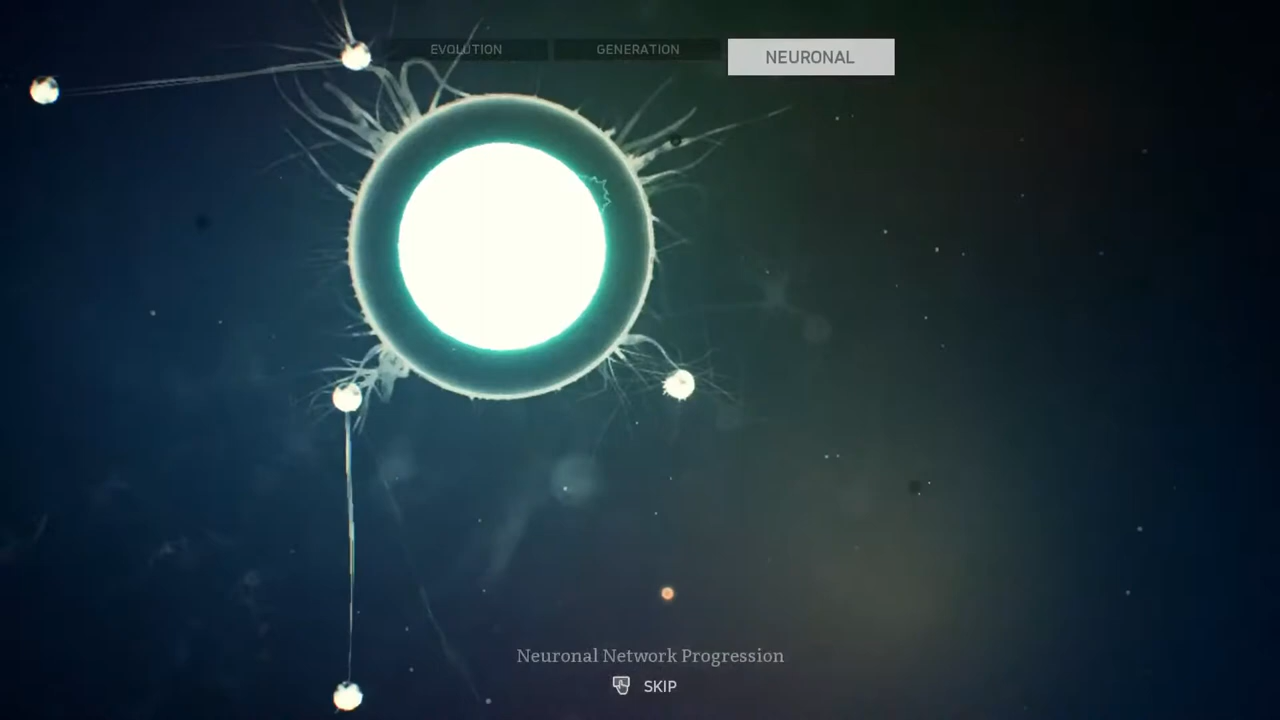 EVOLUTION
GENERATION
NEURONAL
Neuronal Network Progression
SKIP